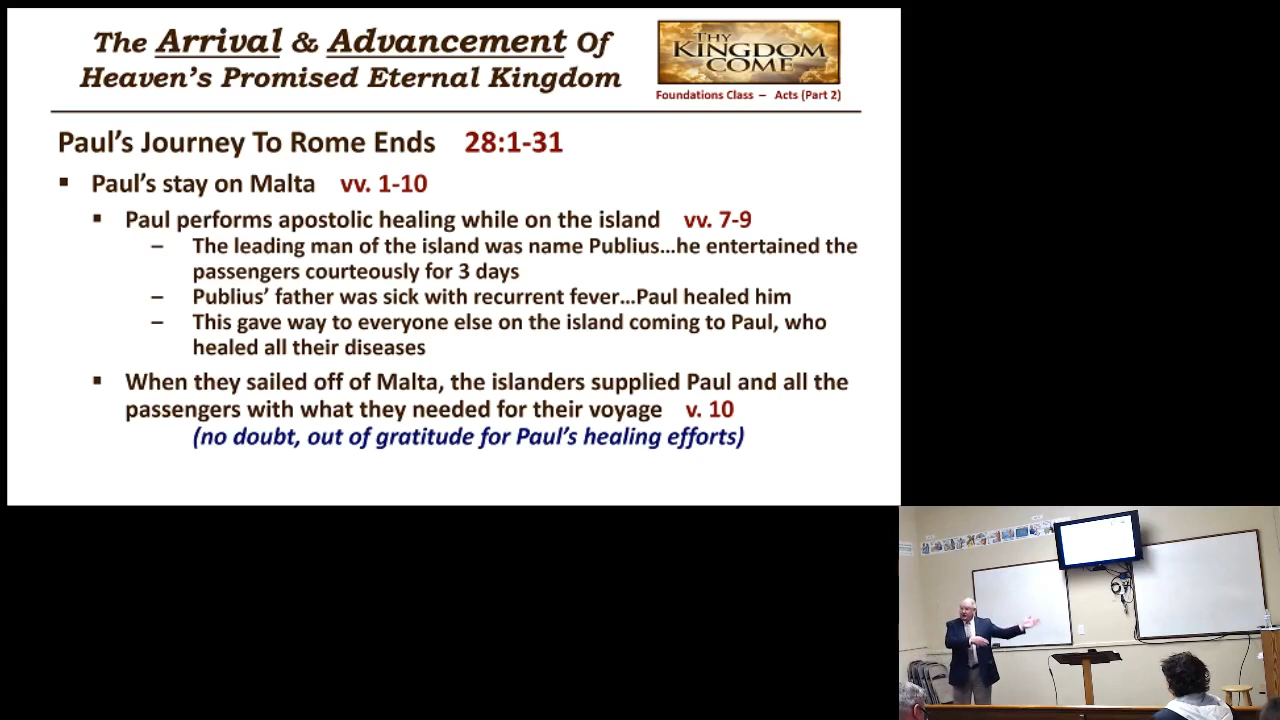 The Arrival & Advancement Of
Heaven's Promised Eternal Kingdom
THY
KINGDOM
COME
Foundations Class – Acts (Part 2)
Paul's Journey To Rome Ends 28:1-31
▪ Paul's stay on Malta vv. 1-10
▪ Paul performs apostolic healing while on the island vv. 7-9
– The leading man of the island was name Publius…he entertained the
passengers courteously for 3 days
– Publius' father was sick with recurrent fever…Paul healed him
– This gave way to everyone else on the island coming to Paul, who
healed all their diseases
▪ When they sailed off of Malta, the islanders supplied Paul and all the
passengers with what they needed for their voyage v. 10
(no doubt, out of gratitude for Paul's healing efforts)